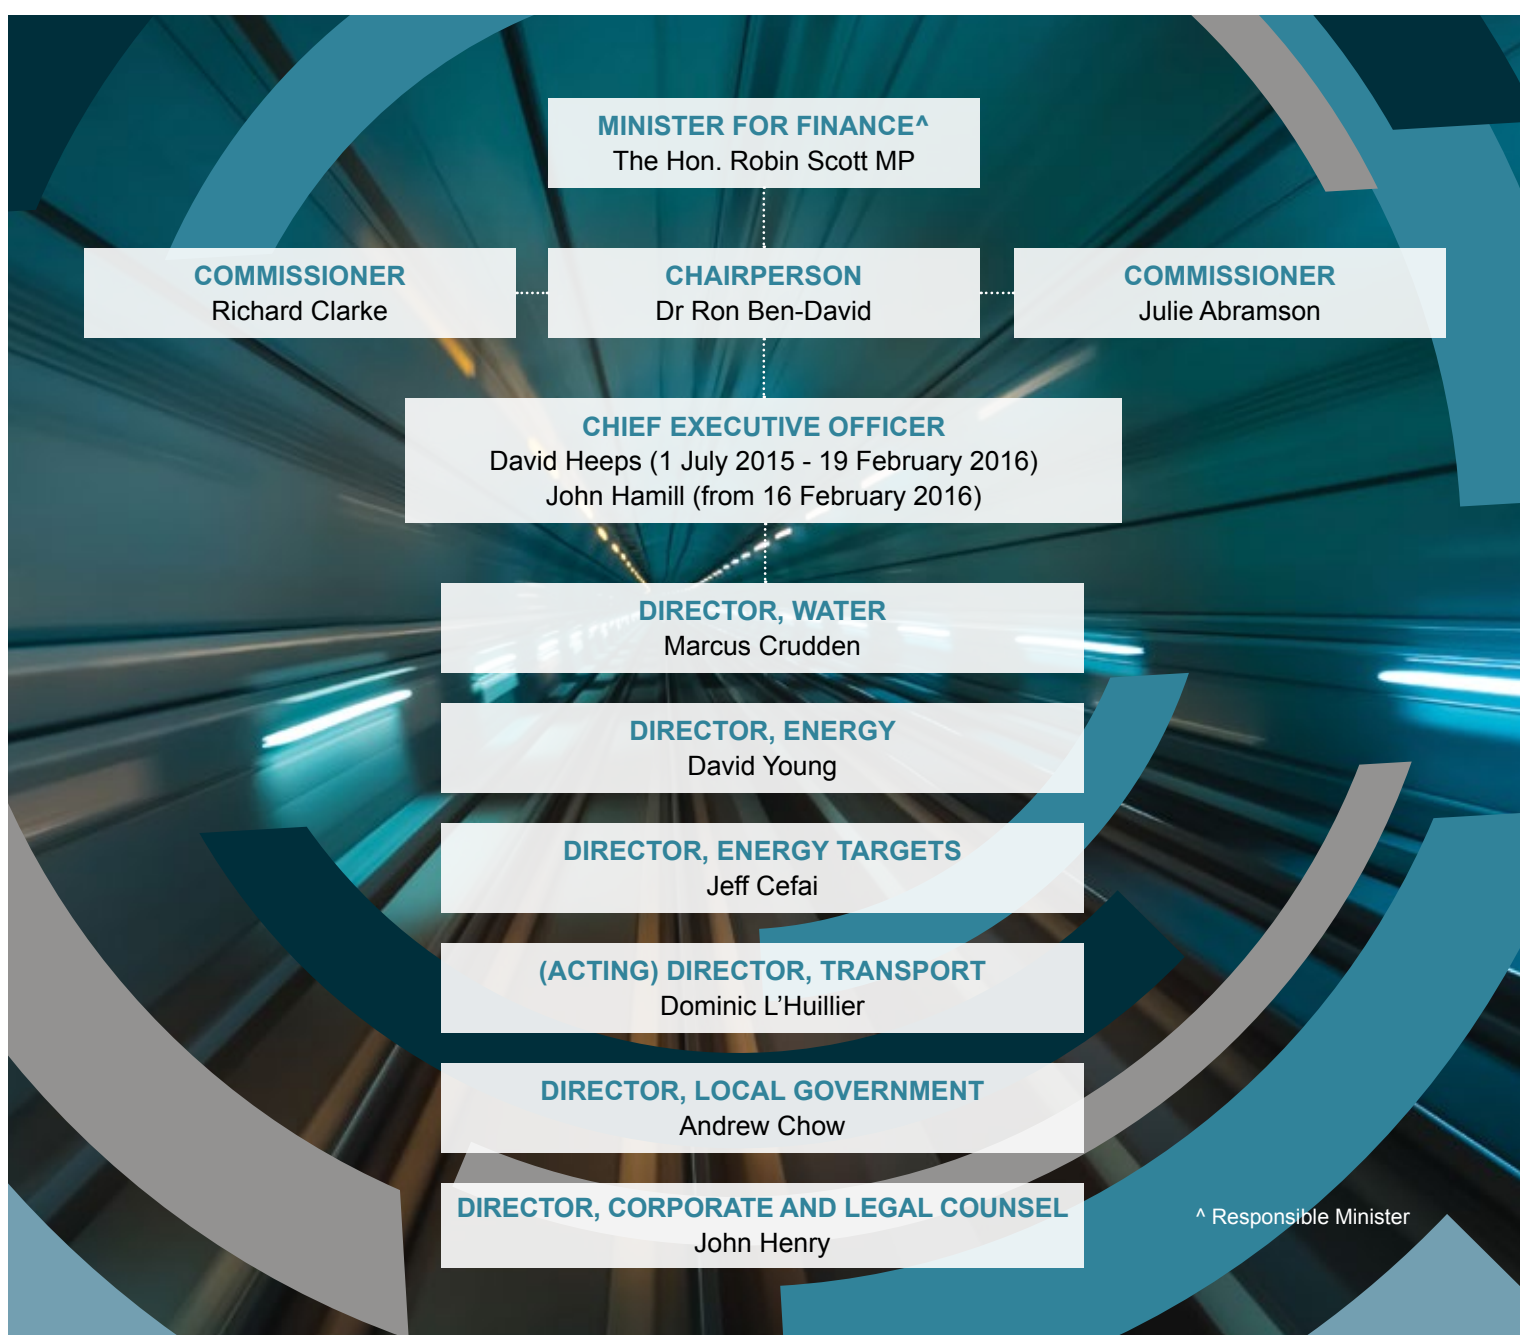 MINISTER FOR FINANCE^
The Hon. Robin Scott MP
COMMISSIONER
Richard Clarke
CHAIRPERSON
Dr Ron Ben-David
COMMISSIONER
Julie Abramson
CHIEF EXECUTIVE OFFICER
David Heeps (1 July 2015 - 19 February 2016)
John Hamill (from 16 February 2016)
DIRECTOR, WATER
Marcus Crudden
DIRECTOR, ENERGY
David Young
DIRECTOR, ENERGY TARGETS
Jeff Cefai
(ACTING) DIRECTOR, TRANSPORT
Dominic L’Huillier
DIRECTOR, LOCAL GOVERNMENT
Andrew Chow
DIRECTOR, CORPORATE AND LEGAL COUNSEL
John Henry
^ Responsible Minister